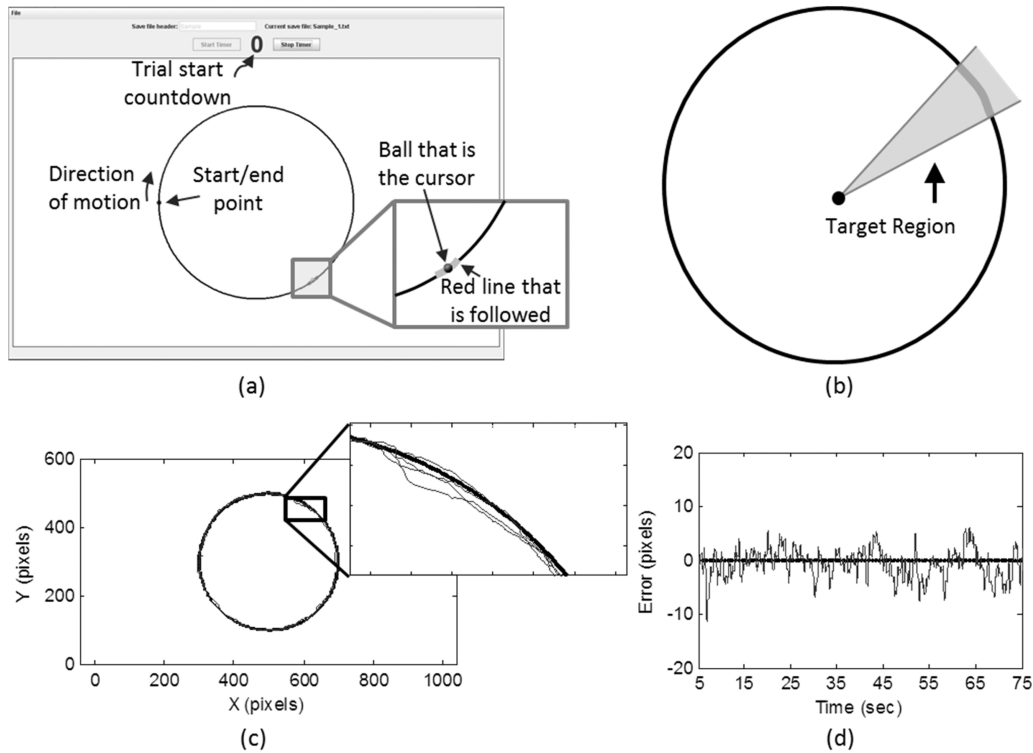 File
Save file header: Sample Current save file: Sample_1.txt
Start Timer 0 Stop Timer
Trial start
countdown
Direction
of motion
Start/end
point
Ball that is
the cursor
Red line that
is followed
(a)
Target Region
(b)
600
400
200
0
Y (pixels)
0 200 400 600 800 1000
X (pixels)
(c)
20
10
0
-10
-20
Error (pixels)
5 15 25 35 45 55 65 75
Time (sec)
(d)